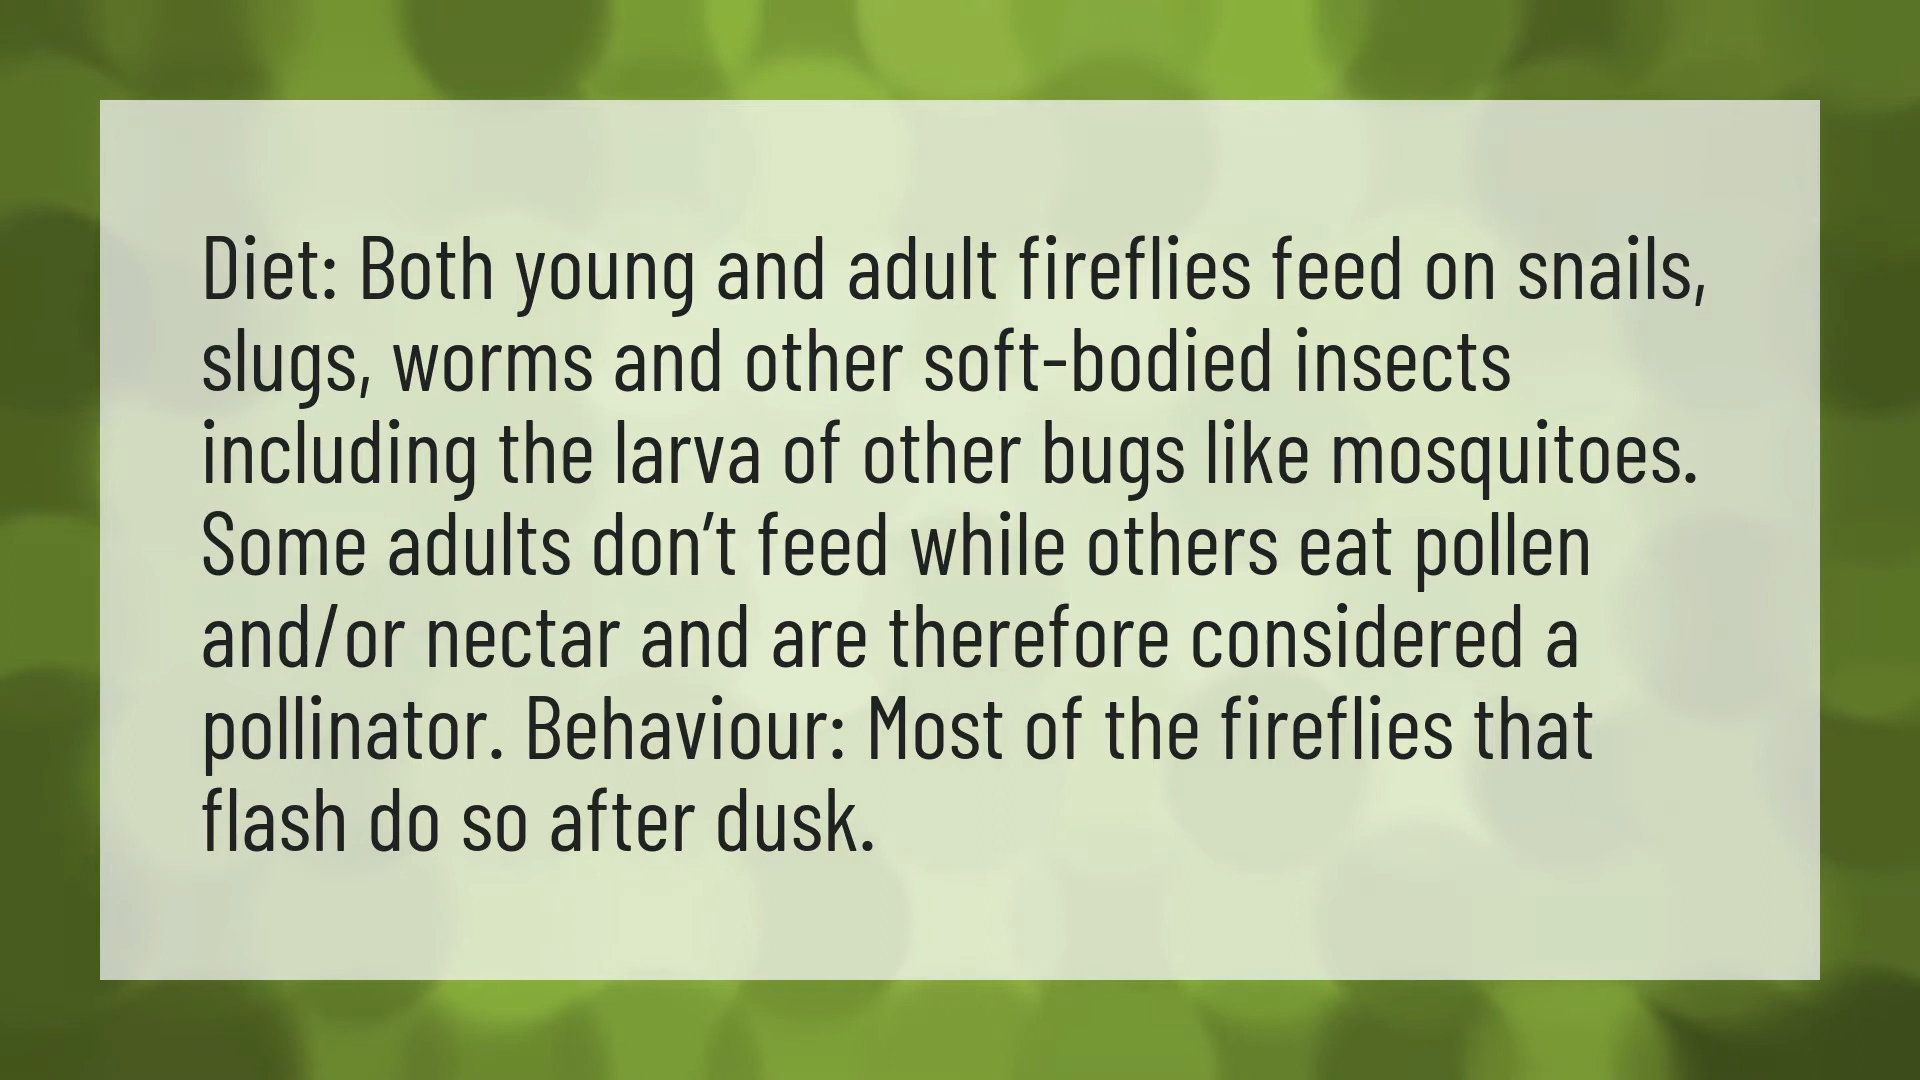 Diet: Both young and adult fireflies feed on snails,
slugs, worms and other soft-bodied insects
including the larva of other bugs like mosquitoes.
Some adults don’t feed while others eat pollen
and/or nectar and are therefore considered a
pollinator. Behaviour: Most of the fireflies that
flash do so after dusk.